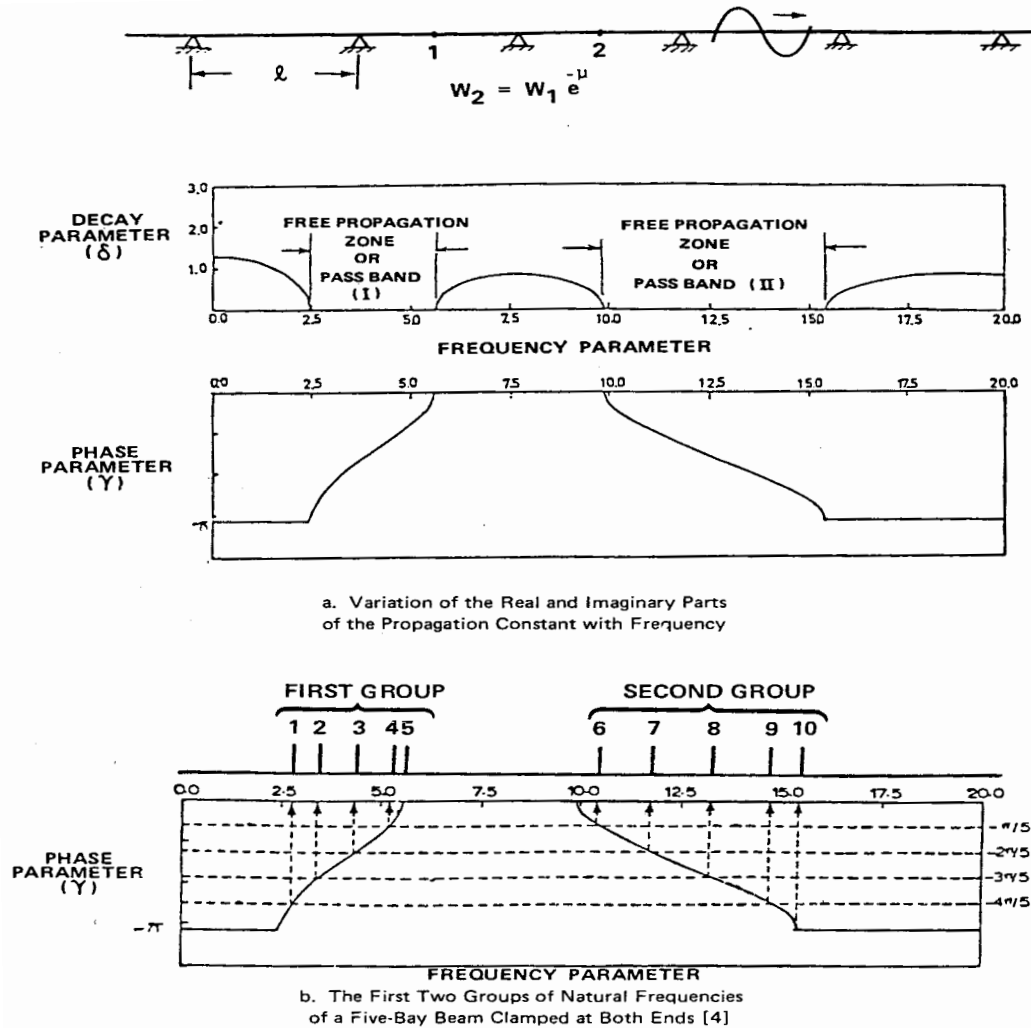 ℓ
1
2
W₂ = W₁ e^-μ
DECAY PARAMETER (δ)
3.0
2.0
1.0
FREE PROPAGATION ZONE OR PASS BAND (I)
FREE PROPAGATION ZONE OR PASS BAND (II)
0.0 2.5 5.0 7.5 10.0 12.5 15.0 17.5 20.0
FREQUENCY PARAMETER
0.0 2.5 5.0 7.5 10.0 12.5 15.0 17.5 20.0
PHASE PARAMETER (γ)
-π
a. Variation of the Real and Imaginary Parts
of the Propagation Constant with Frequency
FIRST GROUP
SECOND GROUP
1 2 3 4 5 6 7 8 9 10
0.0 2.5 5.0 7.5 10.0 12.5 15.0 17.5 20.0
PHASE PARAMETER (γ)
-π/5
-2π/5
-3π/5
-4π/5
-π
FREQUENCY PARAMETER
b. The First Two Groups of Natural Frequencies
of a Five-Bay Beam Clamped at Both Ends [4]